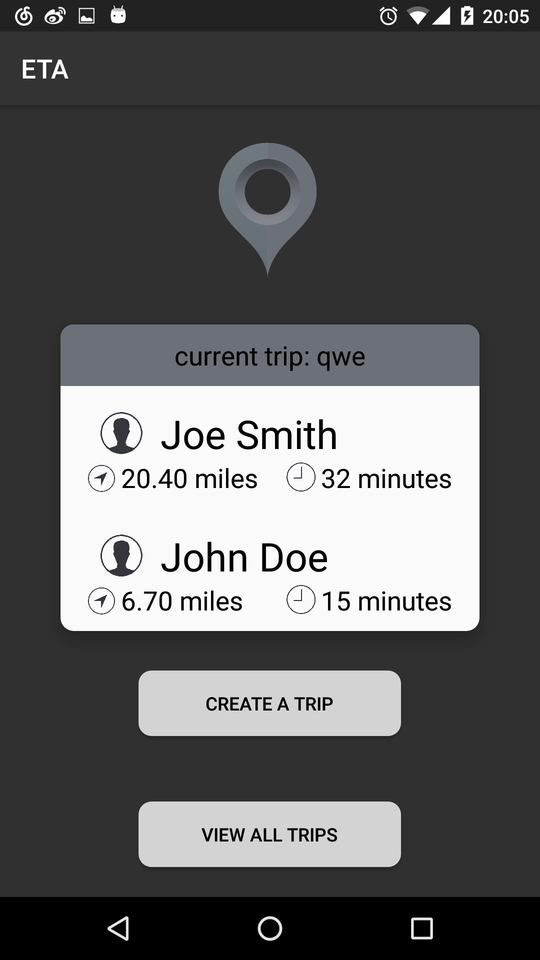 20:05
ETA
current trip: qwe
Joe Smith
20.40 miles 32 minutes
John Doe
6.70 miles 15 minutes
CREATE A TRIP
VIEW ALL TRIPS